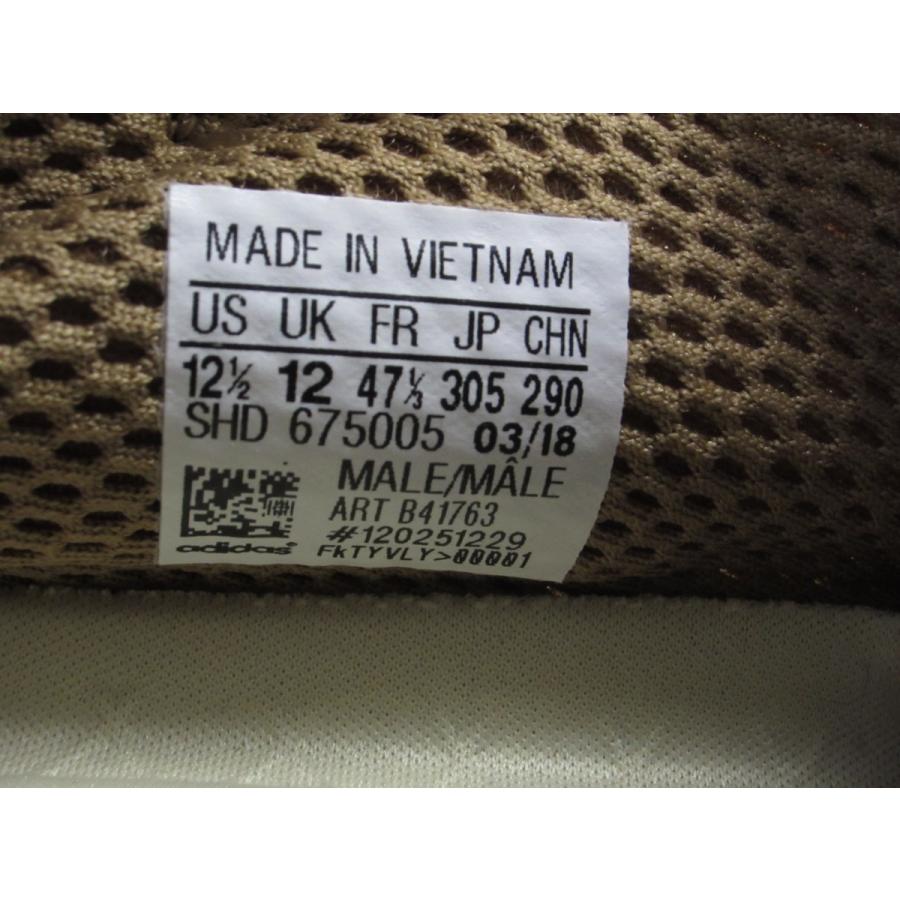 MADE IN VIETNAM
US UK FR JP CHN
12½ 12 47⅓ 305 290
SHD 675005 03/18
MALE/MÂLE
ART B41763
#120251229
adidas FkTYVLY>00001